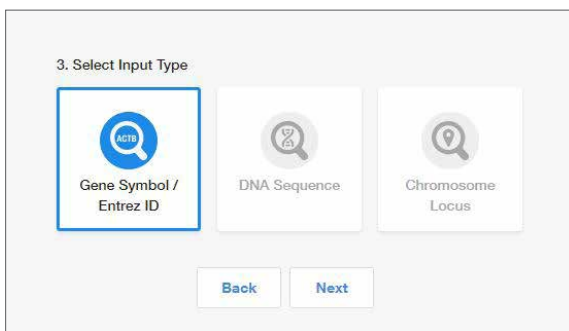 3. Select Input Type
ACTB
Gene Symbol /
Entrez ID
DNA Sequence
Chromosome
Locus
Back
Next